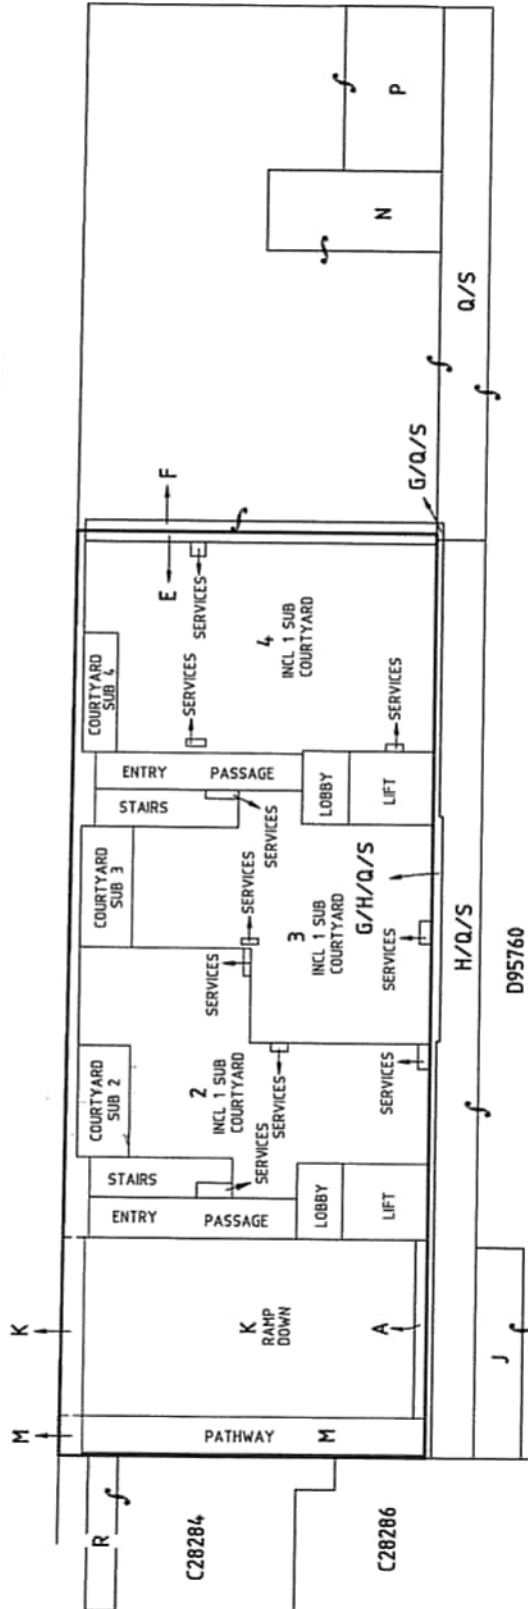 P
N
Q/S
G/Q/S
F
E
SERVICES
SERVICES
4
INCL 1 SUB
COURTYARD
SERVICES
COURTYARD
SUB 4
ENTRY
PASSAGE
LOBBY
LIFT
STAIRS
SERVICES
COURTYARD
SUB 3
SERVICES
3
INCL 1 SUB
COURTYARD
G/H/Q/S
SERVICES
SERVICES
H/Q/S
D95760
COURTYARD
SUB 2
2
INCL 1 SUB
COURTYARD
SERVICES
SERVICES
SERVICES
STAIRS
ENTRY
PASSAGE
LOBBY
LIFT
K
K
RAMP
DOWN
A
J
M
PATHWAY
M
R
C28284
C28286